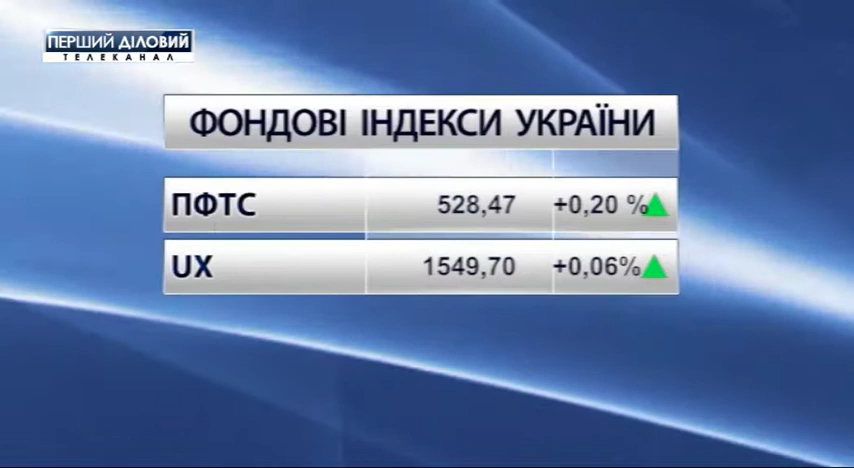 ПЕРШИЙ ДІЛОВИЙ
ТЕЛЕКАНАЛ
ФОНДОВІ ІНДЕКСИ УКРАЇНИ
ПФТС 528,47 +0,20 %
UX 1549,70 +0,06%